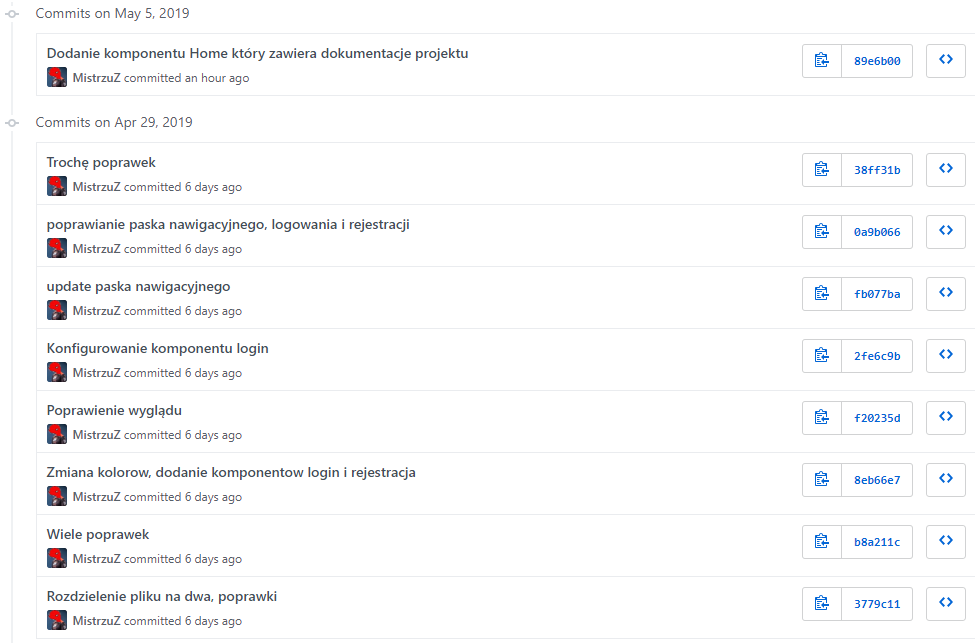 Commits on May 5, 2019
Dodanie komponentu Home który zawiera dokumentacje projektu
89e6b00
MistrzuZ committed an hour ago
Commits on Apr 29, 2019
Trochę poprawek
38ff31b
MistrzuZ committed 6 days ago
poprawianie paska nawigacyjnego, logowania i rejestracji
0a9b066
MistrzuZ committed 6 days ago
update paska nawigacyjnego
fb077ba
MistrzuZ committed 6 days ago
Konfigurowanie komponentu login
2fe6c9b
MistrzuZ committed 6 days ago
Poprawienie wyglądu
f20235d
MistrzuZ committed 6 days ago
Zmiana kolorow, dodanie komponentow login i rejestracja
8eb66e7
MistrzuZ committed 6 days ago
Wiele poprawek
b8a211c
MistrzuZ committed 6 days ago
Rozdzielenie pliku na dwa, poprawki
3779c11
MistrzuZ committed 6 days ago